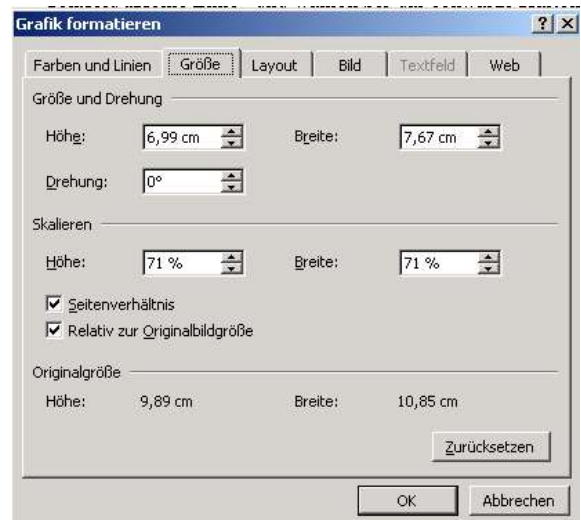 Grafik formatieren
Farben und Linien Größe Layout Bild Textfeld Web
Größe und Drehung
Höhe: 6,99 cm Breite: 7,67 cm
Drehung: 0°
Skalieren
Höhe: 71 % Breite: 71 %
Seitenverhältnis
Relativ zur Originalbildgröße
Originalgröße
Höhe: 9,89 cm Breite: 10,85 cm
Zurücksetzen
OK Abbrechen